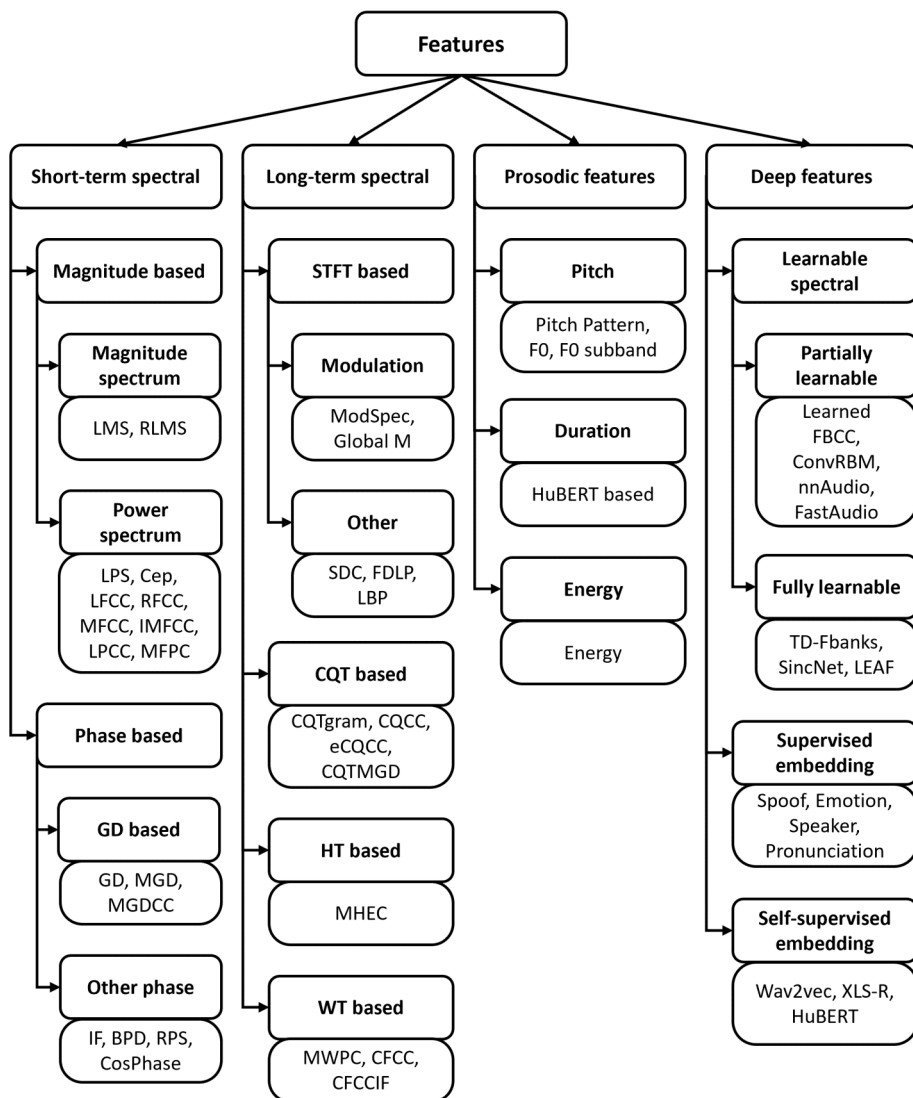 Features
Short-term spectral
Magnitude based
Magnitude
spectrum
LMS, RLMS
Power
spectrum
LPS, Cep,
LFCC, RFCC,
MFCC, IMFCC,
LPCC, MFPC
Phase based
GD based
GD, MGD,
MGDCC
Other phase
IF, BPD, RPS,
CosPhase
Long-term spectral
STFT based
Modulation
ModSpec,
Global M
Other
SDC, FDLP,
LBP
CQT based
CQTgram, CQCC,
eCQCC,
CQTMGD
HT based
MHEC
WT based
MWPC, CFCC,
CFCCIF
Prosodic features
Pitch
Pitch Pattern,
F0, F0 subband
Duration
HuBERT based
Energy
Energy
Deep features
Learnable
spectral
Partially
learnable
Learned
FBCC,
ConvRBM,
nnAudio,
FastAudio
Fully learnable
TD-Fbanks,
SincNet, LEAF
Supervised
embedding
Spoof, Emotion,
Speaker,
Pronunciation
Self-supervised
embedding
Wav2vec, XLS-R,
HuBERT